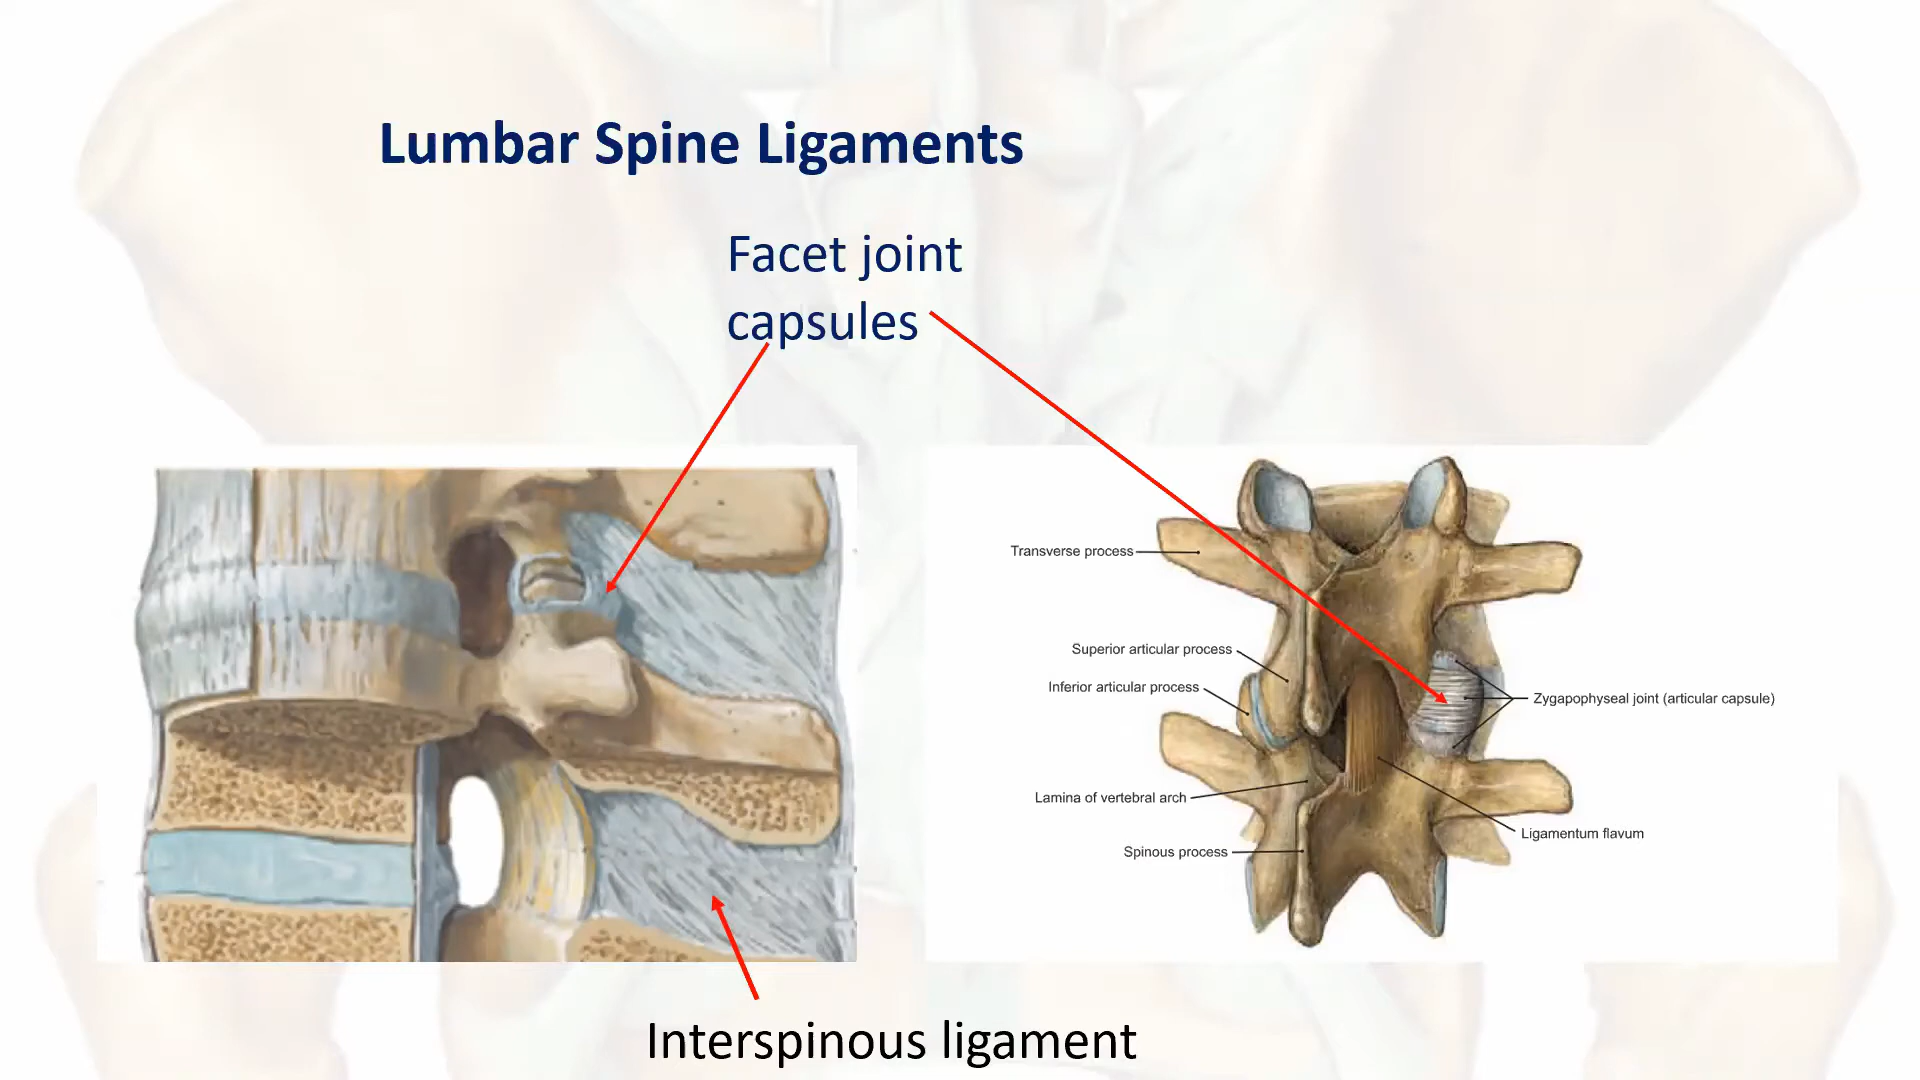 Lumbar Spine Ligaments
Facet joint
capsules
Transverse process
Superior articular process
Inferior articular process
Zygapophyseal joint (articular capsule)
Lamina of vertebral arch
Ligamentum flavum
Spinous process
Interspinous ligament